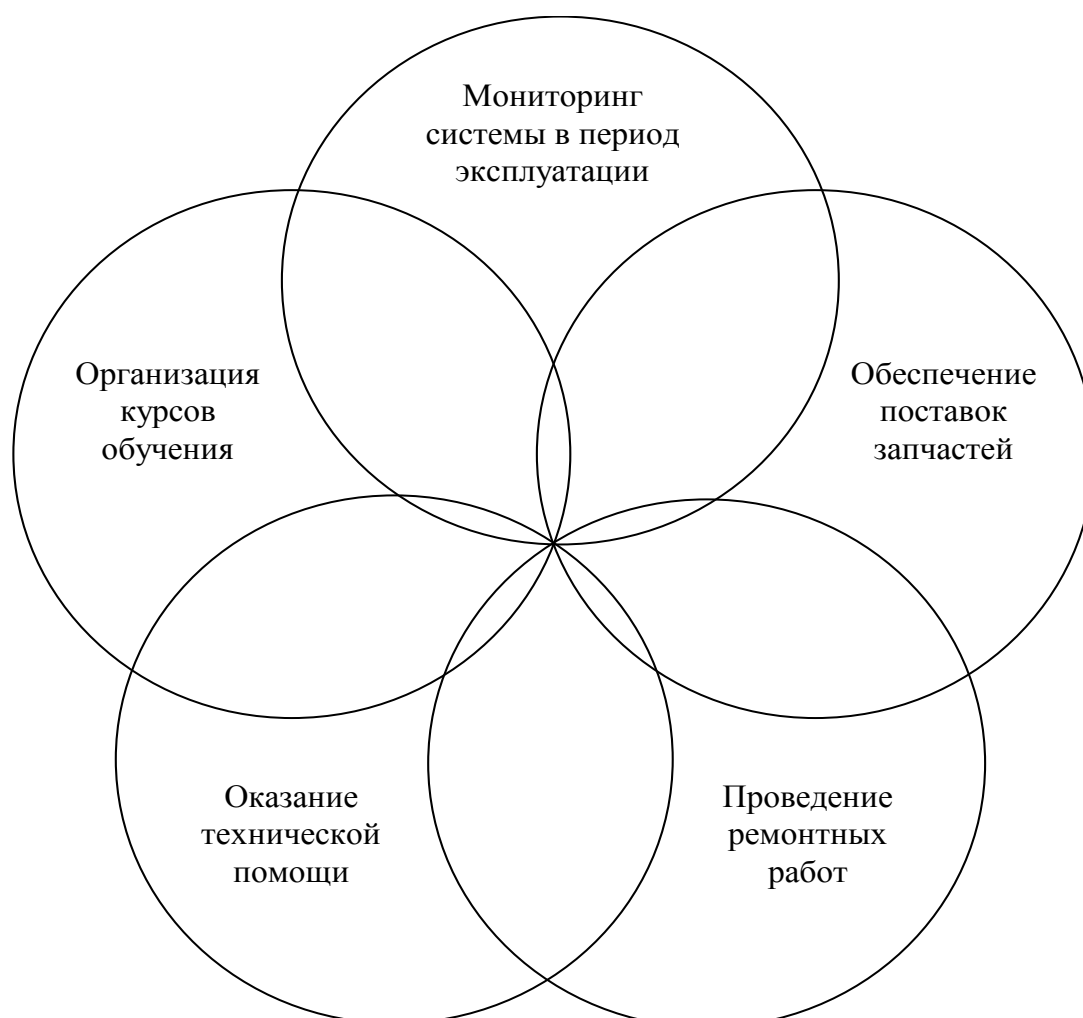 Мониторинг
системы в период
эксплуатации
Организация
курсов
обучения
Обеспечение
поставок
запчастей
Оказание
технической
помощи
Проведение
ремонтных
работ